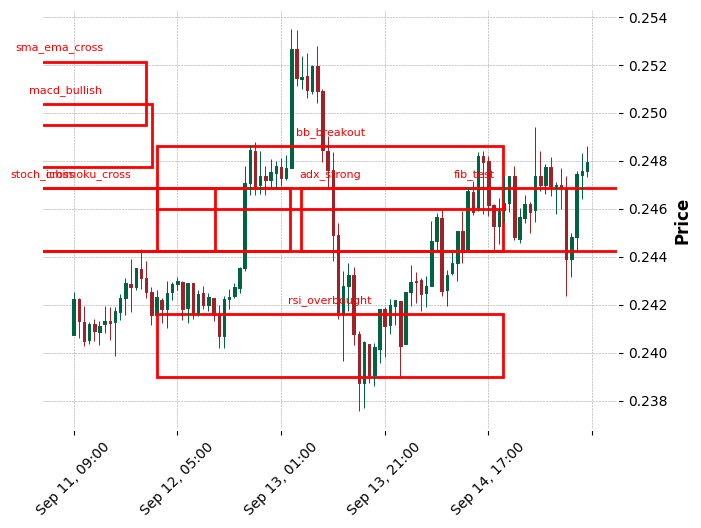 0.254
sma_ema_cross
0.252
macd_bullish
0.250
bb_breakout
0.248
stoch_cross
ichimoku_cross
adx_strong
fib_test
0.246
Price
0.244
rsi_overbought
0.242
0.240
0.238
Sep 11, 09:00
Sep 12, 05:00
Sep 13, 01:00
Sep 13, 21:00
Sep 14, 17:00